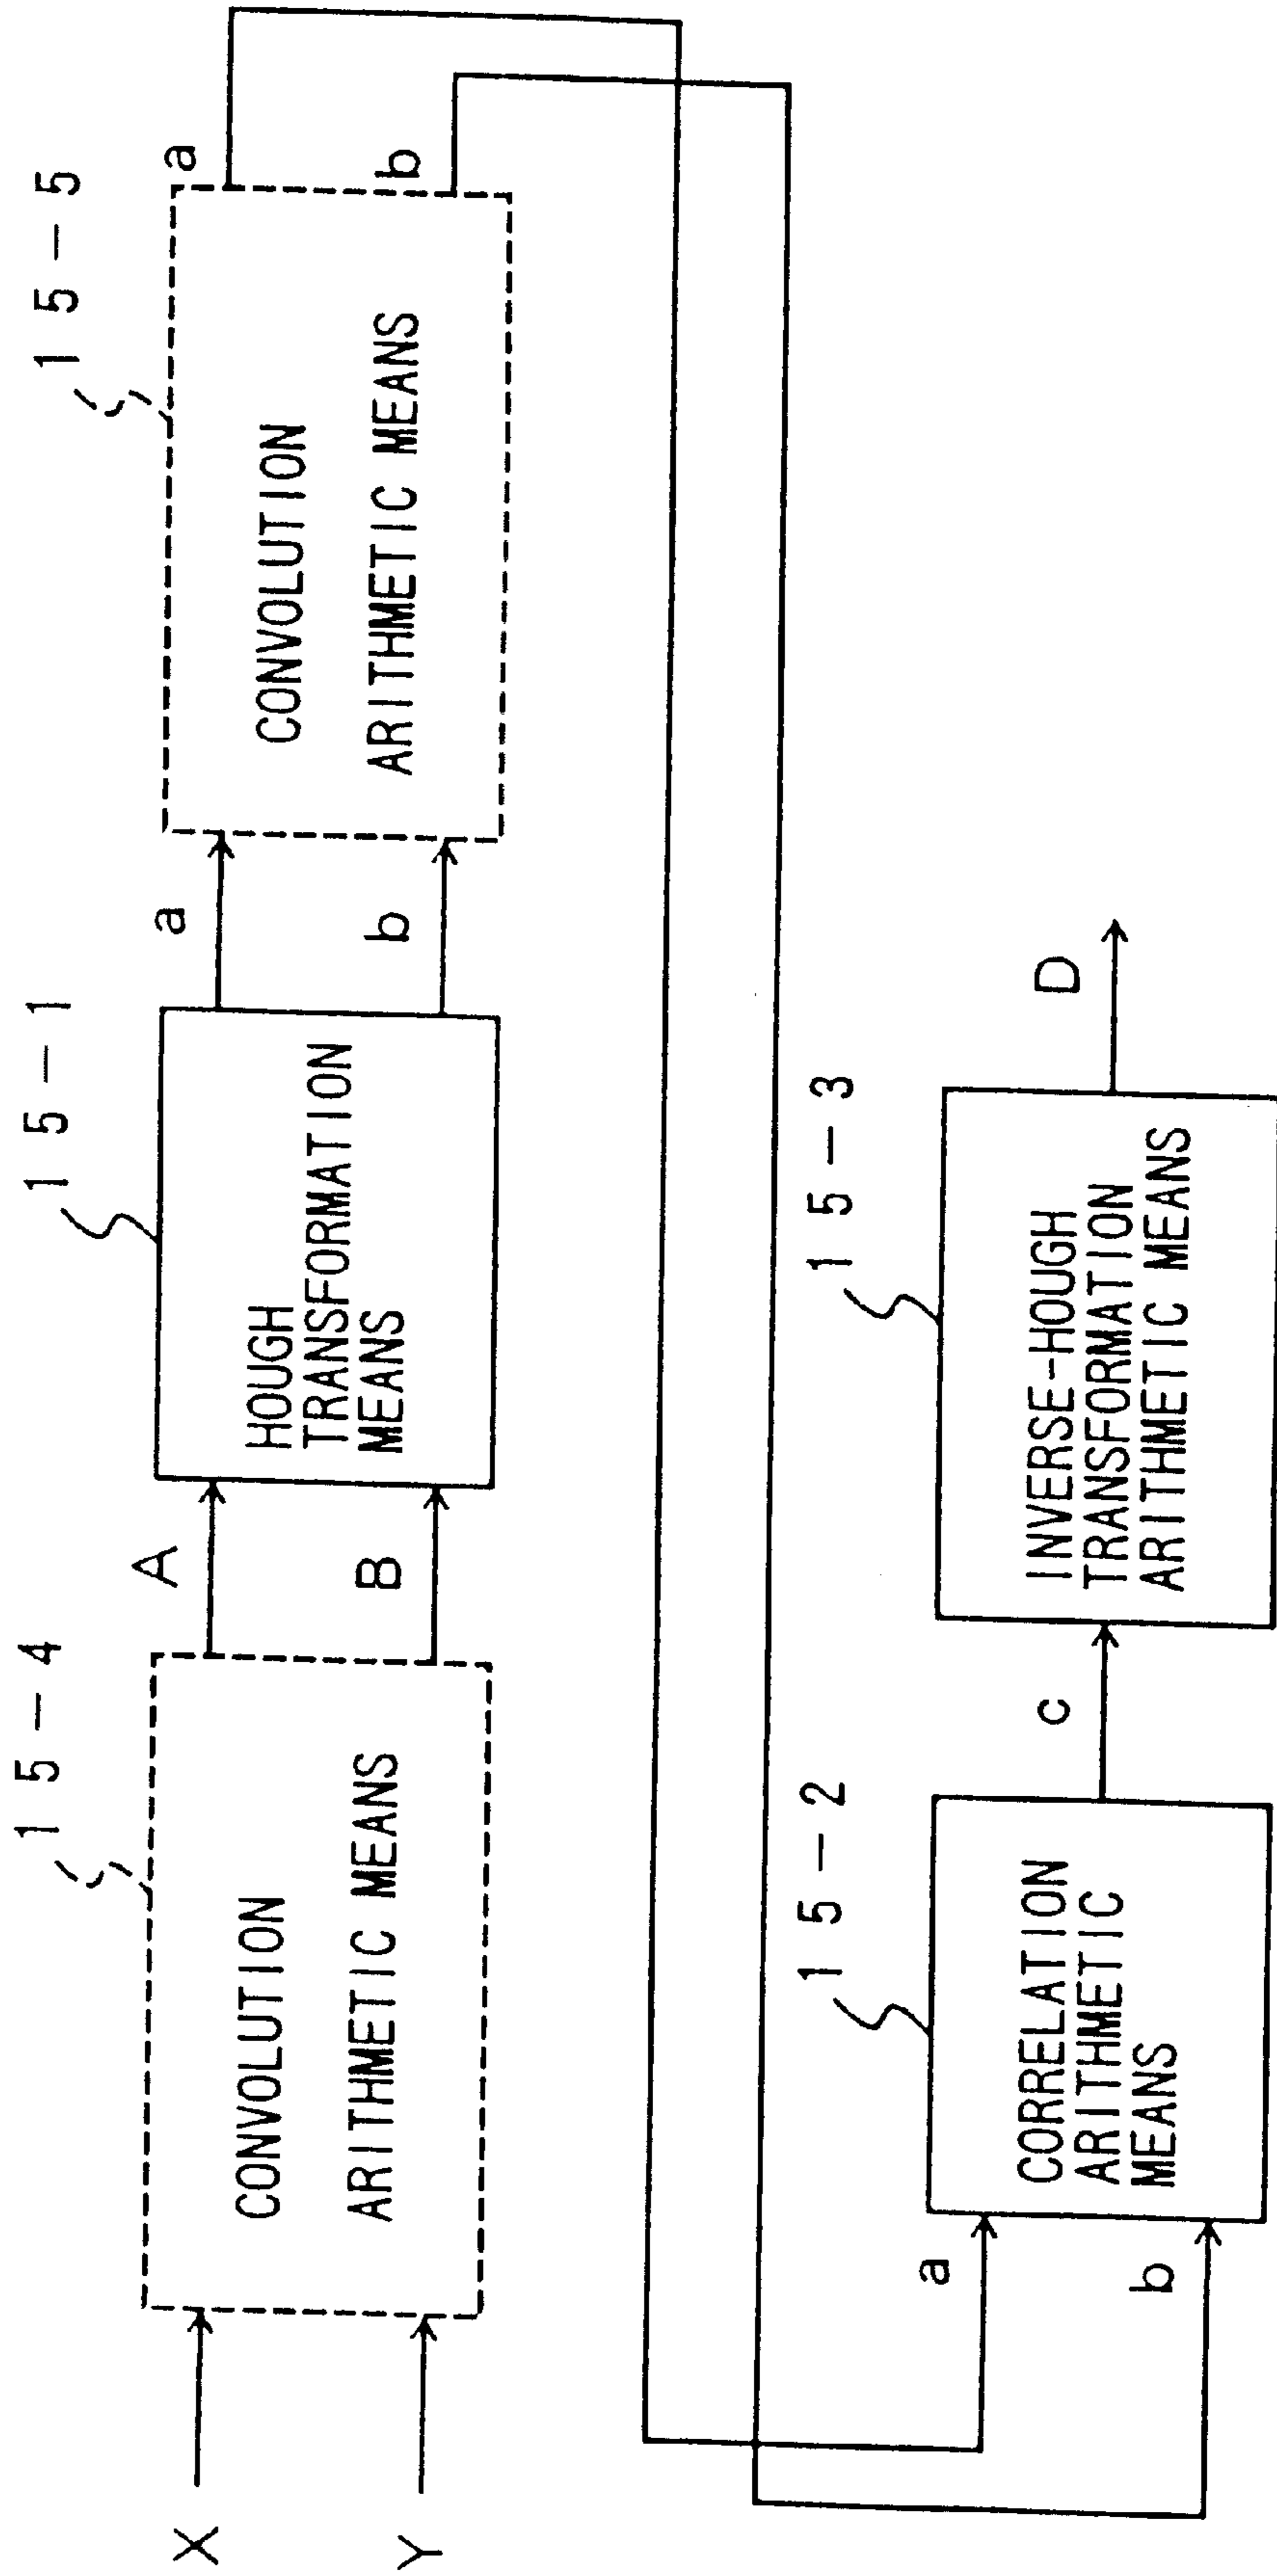 15-4
15-1
15-5
X
Y
CONVOLUTION
ARITHMETIC MEANS
A
B
HOUGH
TRANSFORMATION
MEANS
a
b
CONVOLUTION
ARITHMETIC MEANS
a
b
15-2
15-3
a
b
CORRELATION
ARITHMETIC
MEANS
c
INVERSE-HOUGH
TRANSFORMATION
ARITHMETIC MEANS
D